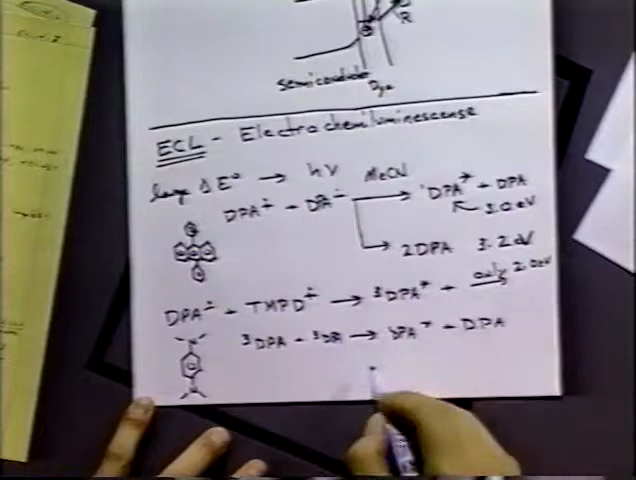 R
semiconductor
Dye
ECL - Electrochemiluminescense
large Δ E° → hν MeCN
DPA⁺ + DPA⁻ → ¹DPA* + DPA
3.0 eV
→ 2DPA 3.2 eV
DPA⁻ + TMPD⁺ → ³DPA* + only 2.0 eV
³DPA + ³DPA → ¹DPA* + DPA